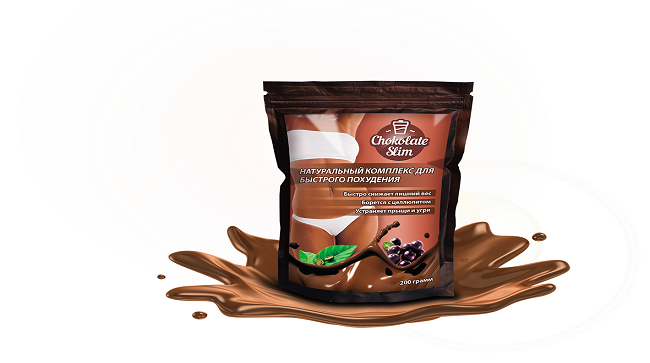 Chokolate
Slim
НАТУРАЛЬНЫЙ КОМПЛЕКС ДЛЯ
БЫСТРОГО ПОХУДЕНИЯ
Быстро снижает лишний вес
Борется с целлюлитом
Устраняет прыщи и угри
200 грамм